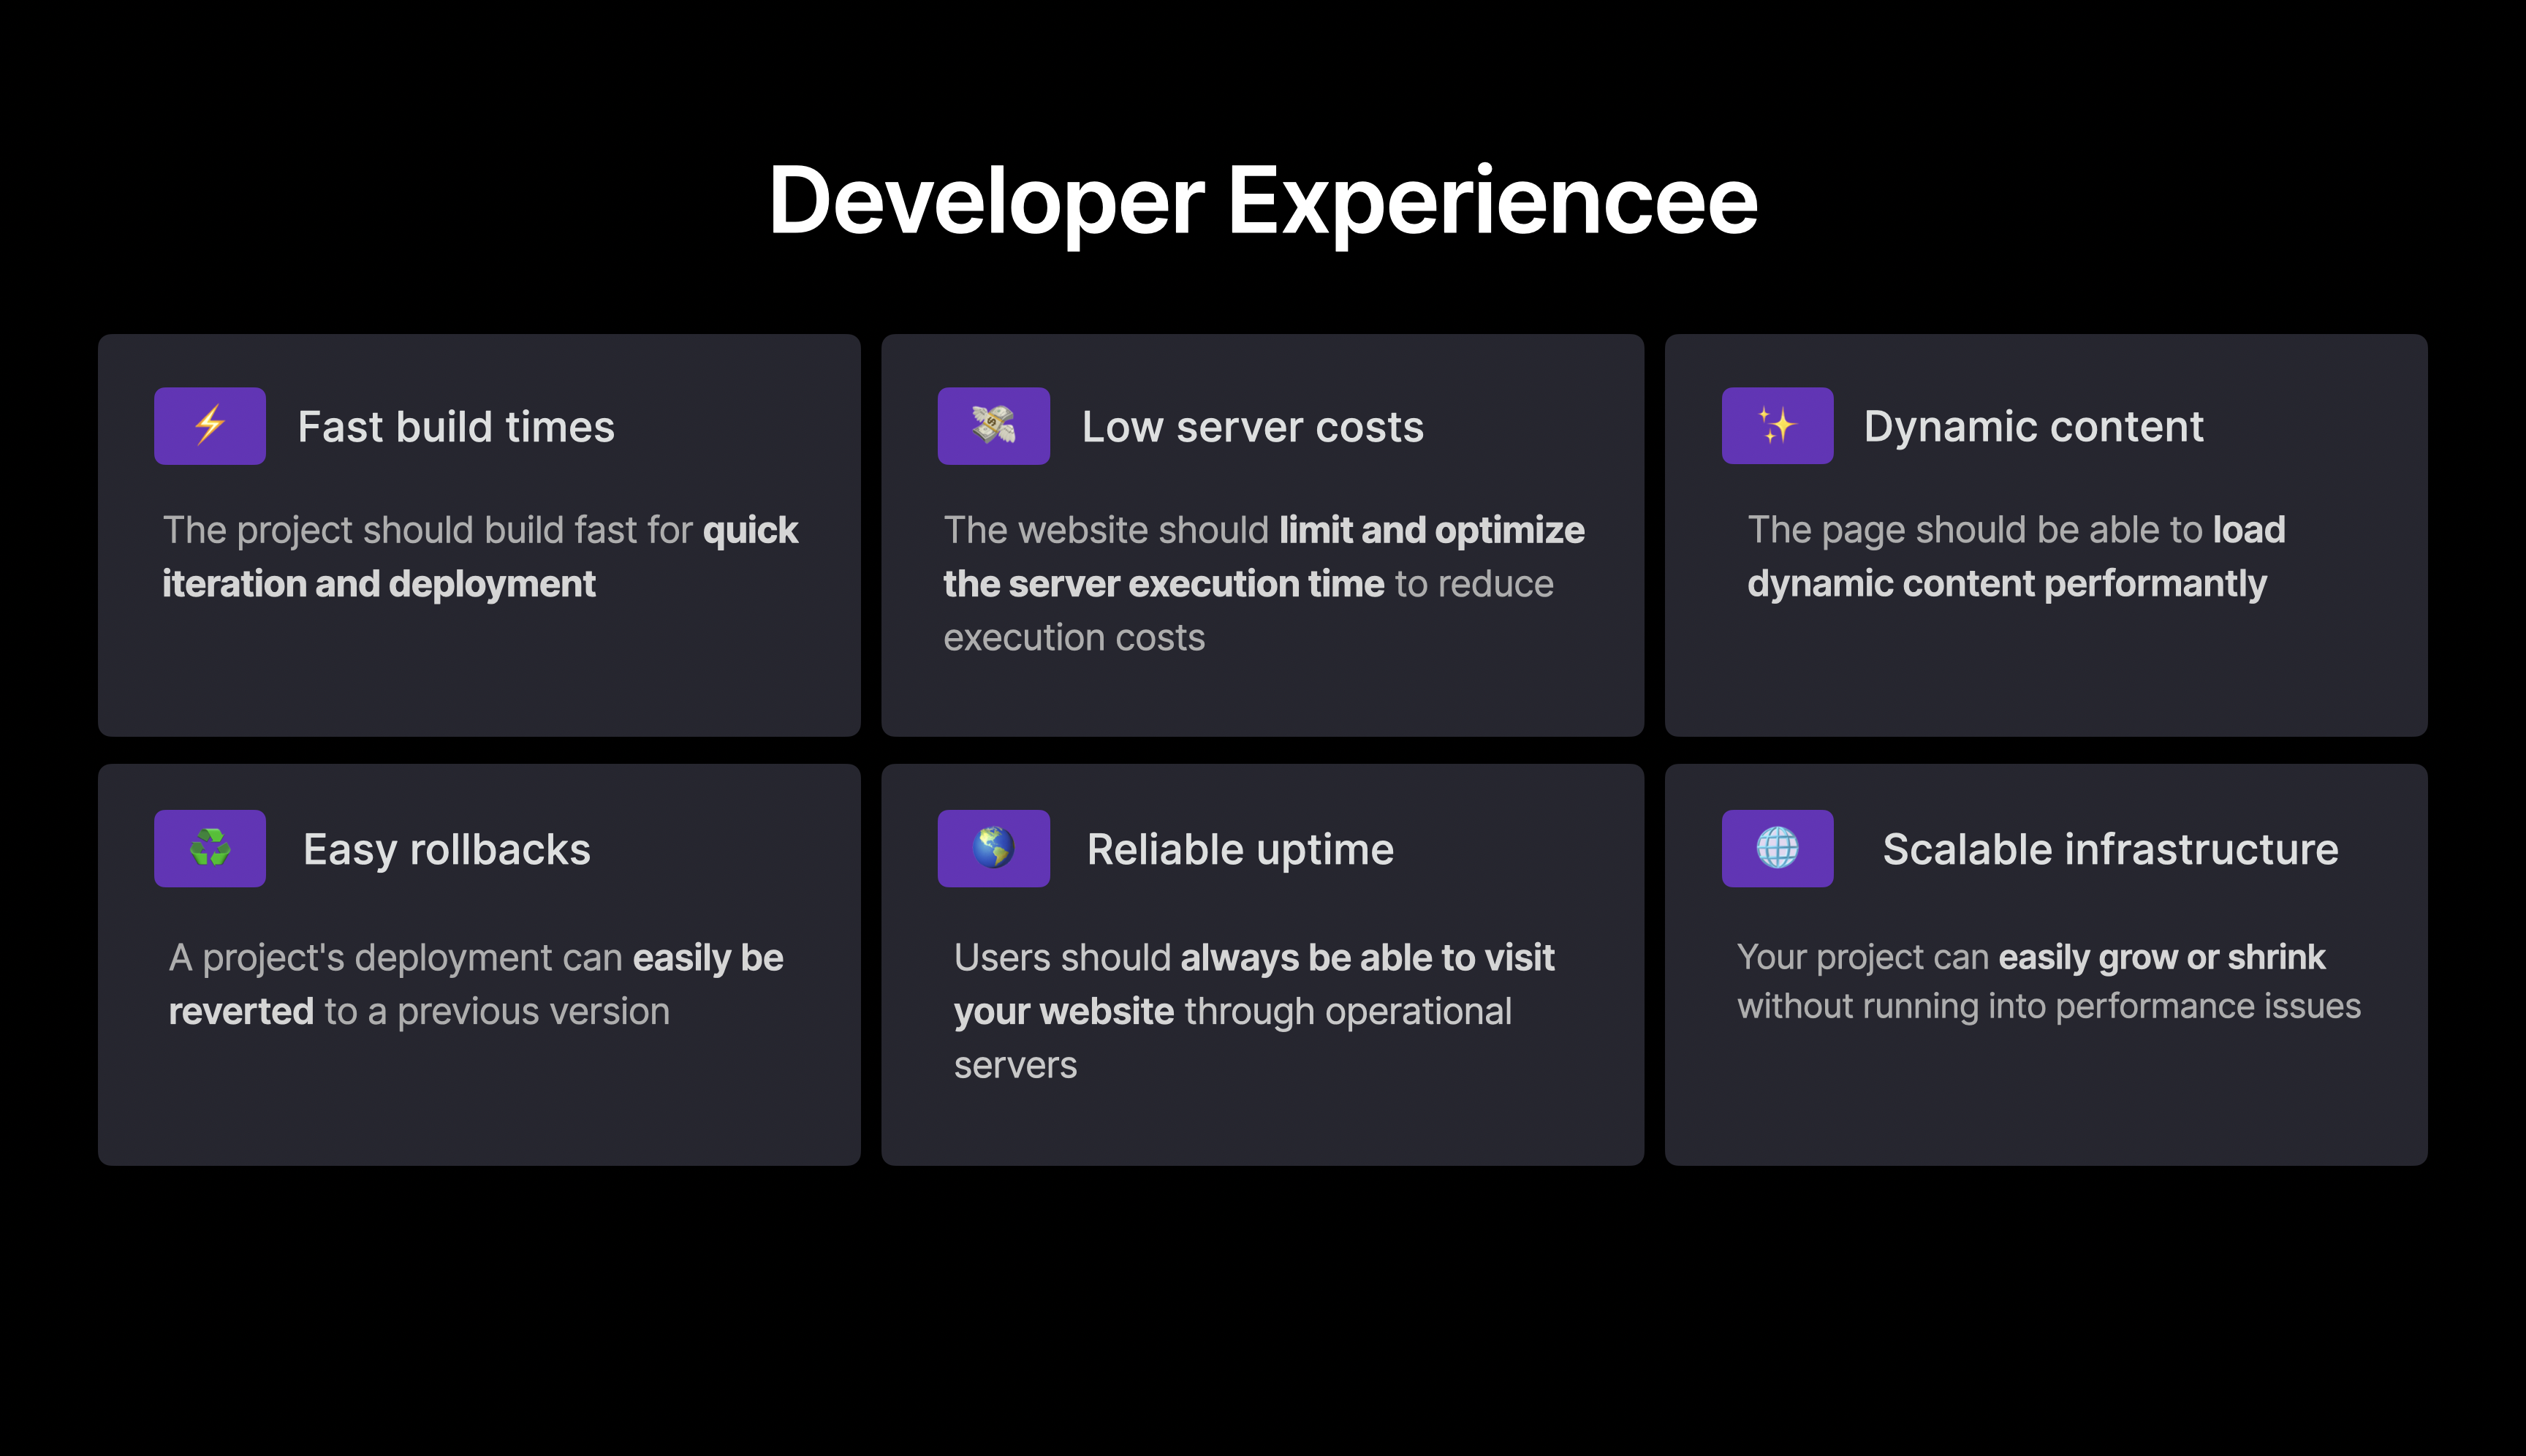 Developer Experiencee
Fast build times
The project should build fast for quick
iteration and deployment
Low server costs
The website should limit and optimize
the server execution time to reduce
execution costs
Dynamic content
The page should be able to load
dynamic content performantly
Easy rollbacks
A project's deployment can easily be
reverted to a previous version
Reliable uptime
Users should always be able to visit
your website through operational
servers
Scalable infrastructure
Your project can easily grow or shrink
without running into performance issues